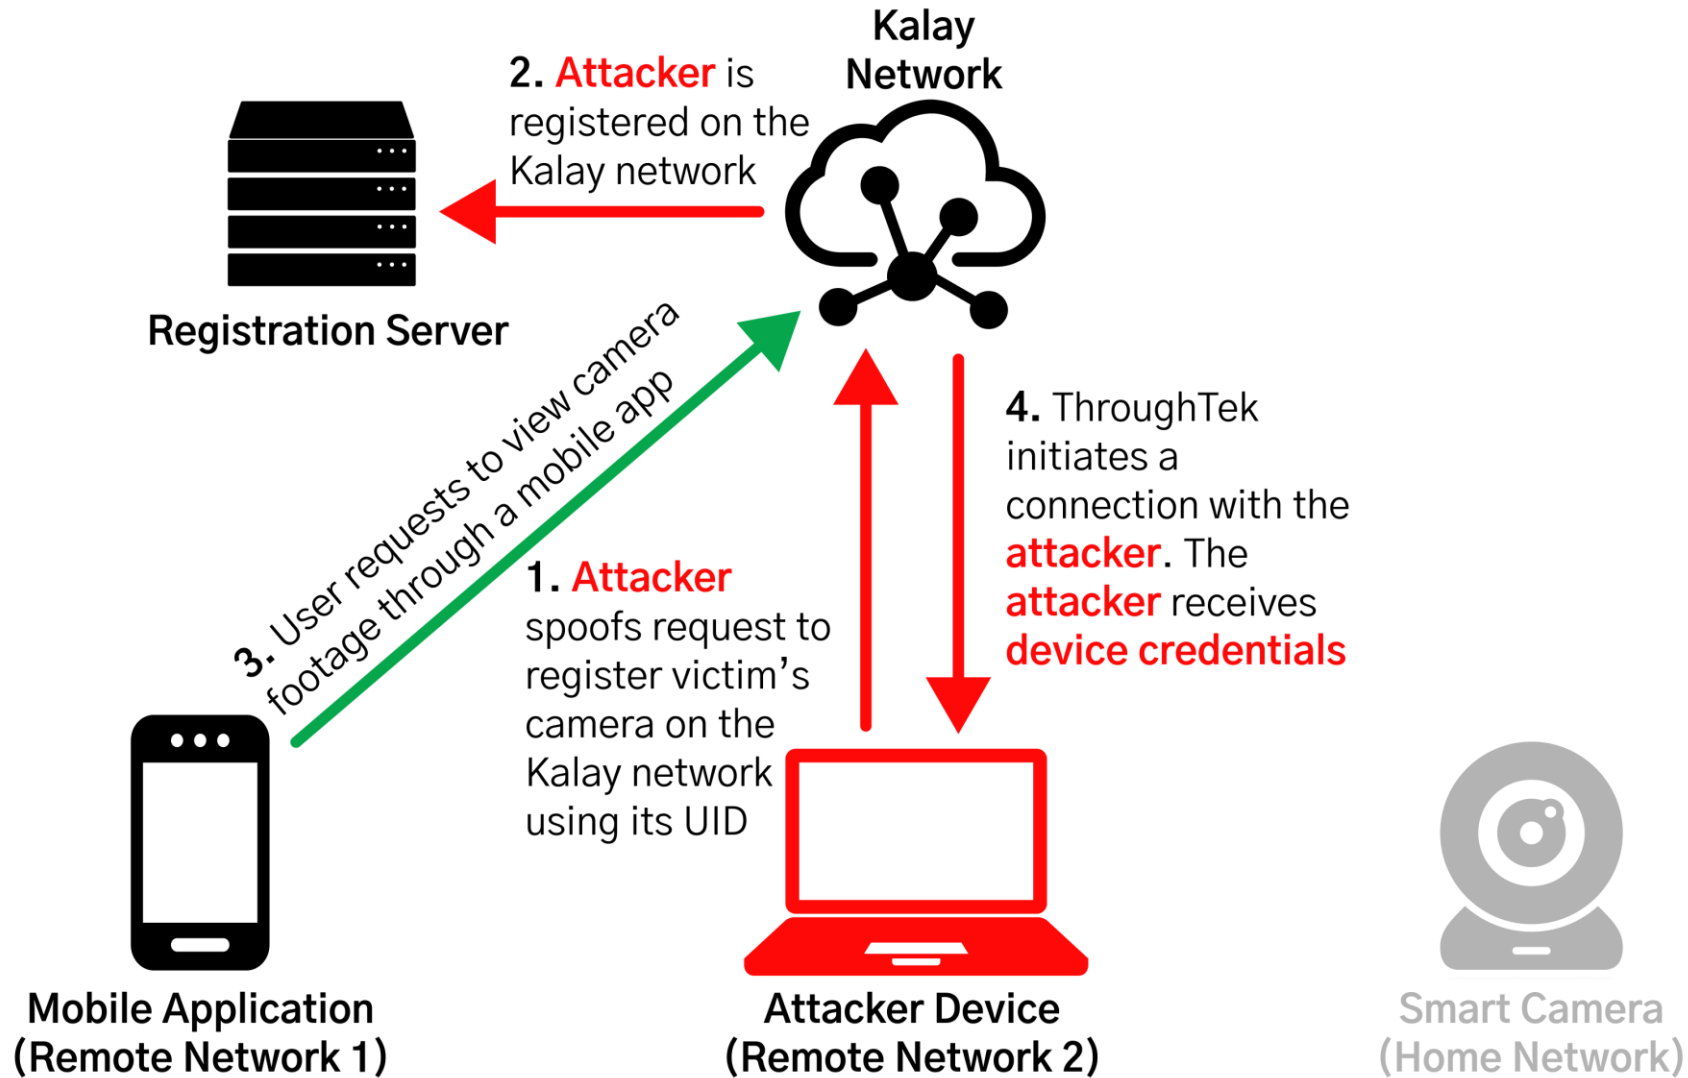 Kalay
Network
2. Attacker is
registered on the
Kalay network
Registration Server
3. User requests to view camera
footage through a mobile app
1. Attacker
spoofs request to
register victim’s
camera on the
Kalay network
using its UID
4. ThroughTek
initiates a
connection with the
attacker. The
attacker receives
device credentials
Mobile Application
(Remote Network 1)
Attacker Device
(Remote Network 2)
Smart Camera
(Home Network)